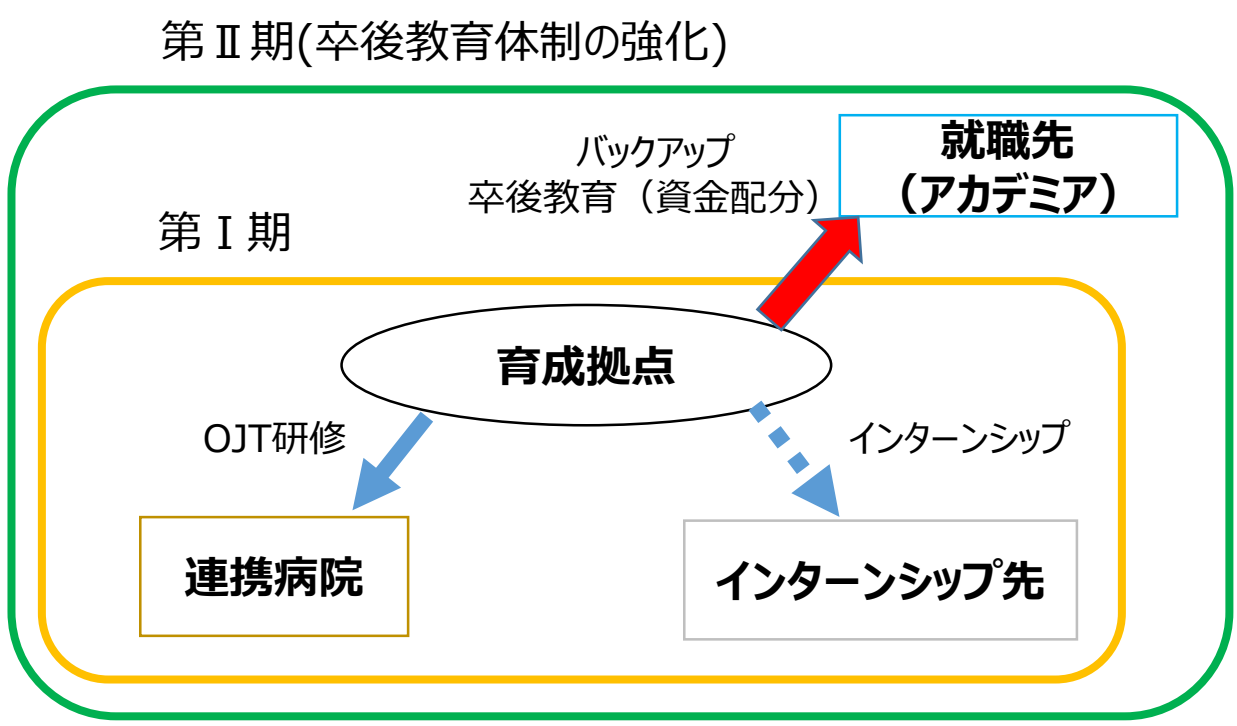 第Ⅱ期(卒後教育体制の強化)
バックアップ
卒後教育（資金配分）
就職先
（アカデミア）
第Ⅰ期
育成拠点
OJT研修
インターンシップ
連携病院
インターンシップ先